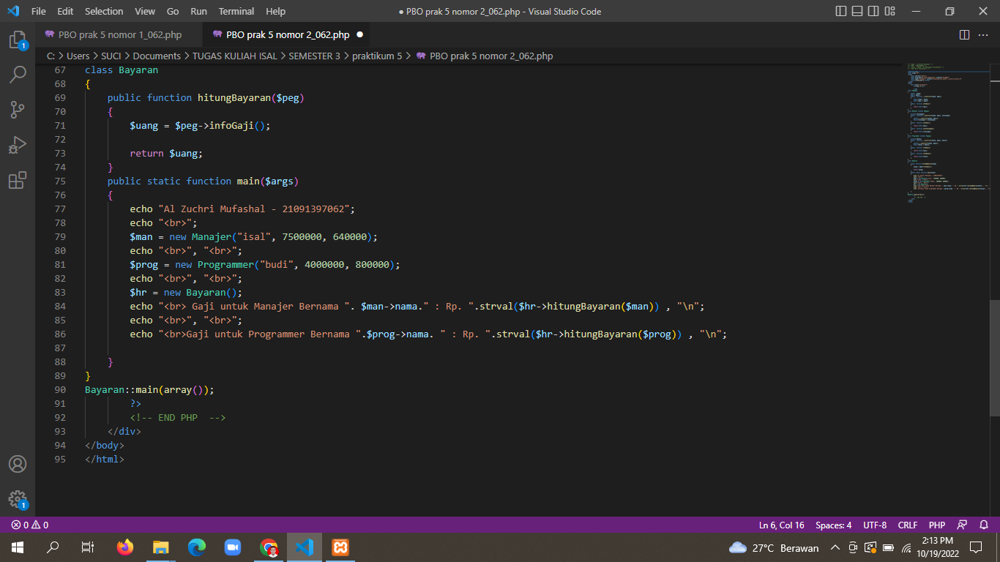 File Edit Selection View Go Run Terminal Help ● PBO prak 5 nomor 2_062.php - Visual Studio Code
PBO prak 5 nomor 1_062.php PBO prak 5 nomor 2_062.php ●
C: > Users > SUCI > Documents > TUGAS KULIAH ISAL > SEMESTER 3 > praktikum 5 > PBO prak 5 nomor 2_062.php
67 class Bayaran
68 {
69 public function hitungBayaran($peg)
70 {
71 $uang = $peg->infoGaji();
72
73 return $uang;
74 }
75 public static function main($args)
76 {
77 echo "Al Zuchri Mufashal - 21091397062";
78 echo "<br>";
79 $man = new Manajer("isal", 7500000, 640000);
80 echo "<br>", "<br>";
81 $prog = new Programmer("budi", 4000000, 800000);
82 echo "<br>", "<br>";
83 $hr = new Bayaran();
84 echo "<br> Gaji untuk Manajer Bernama ". $man->nama." : Rp. ".strval($hr->hitungBayaran($man)) , "\n";
85 echo "<br>", "<br>";
86 echo "<br>Gaji untuk Programmer Bernama ".$prog->nama. " : Rp. ".strval($hr->hitungBayaran($prog)) , "\n";
87
88 }
89 }
90 Bayaran::main(array());
91 ?>
92 <!-- END PHP  -->
93 </div>
94 </body>
95 </html>
1
1
0 0 Ln 6, Col 16 Spaces: 4 UTF-8 CRLF PHP
27°C Berawan 2:13 PM
10/19/2022